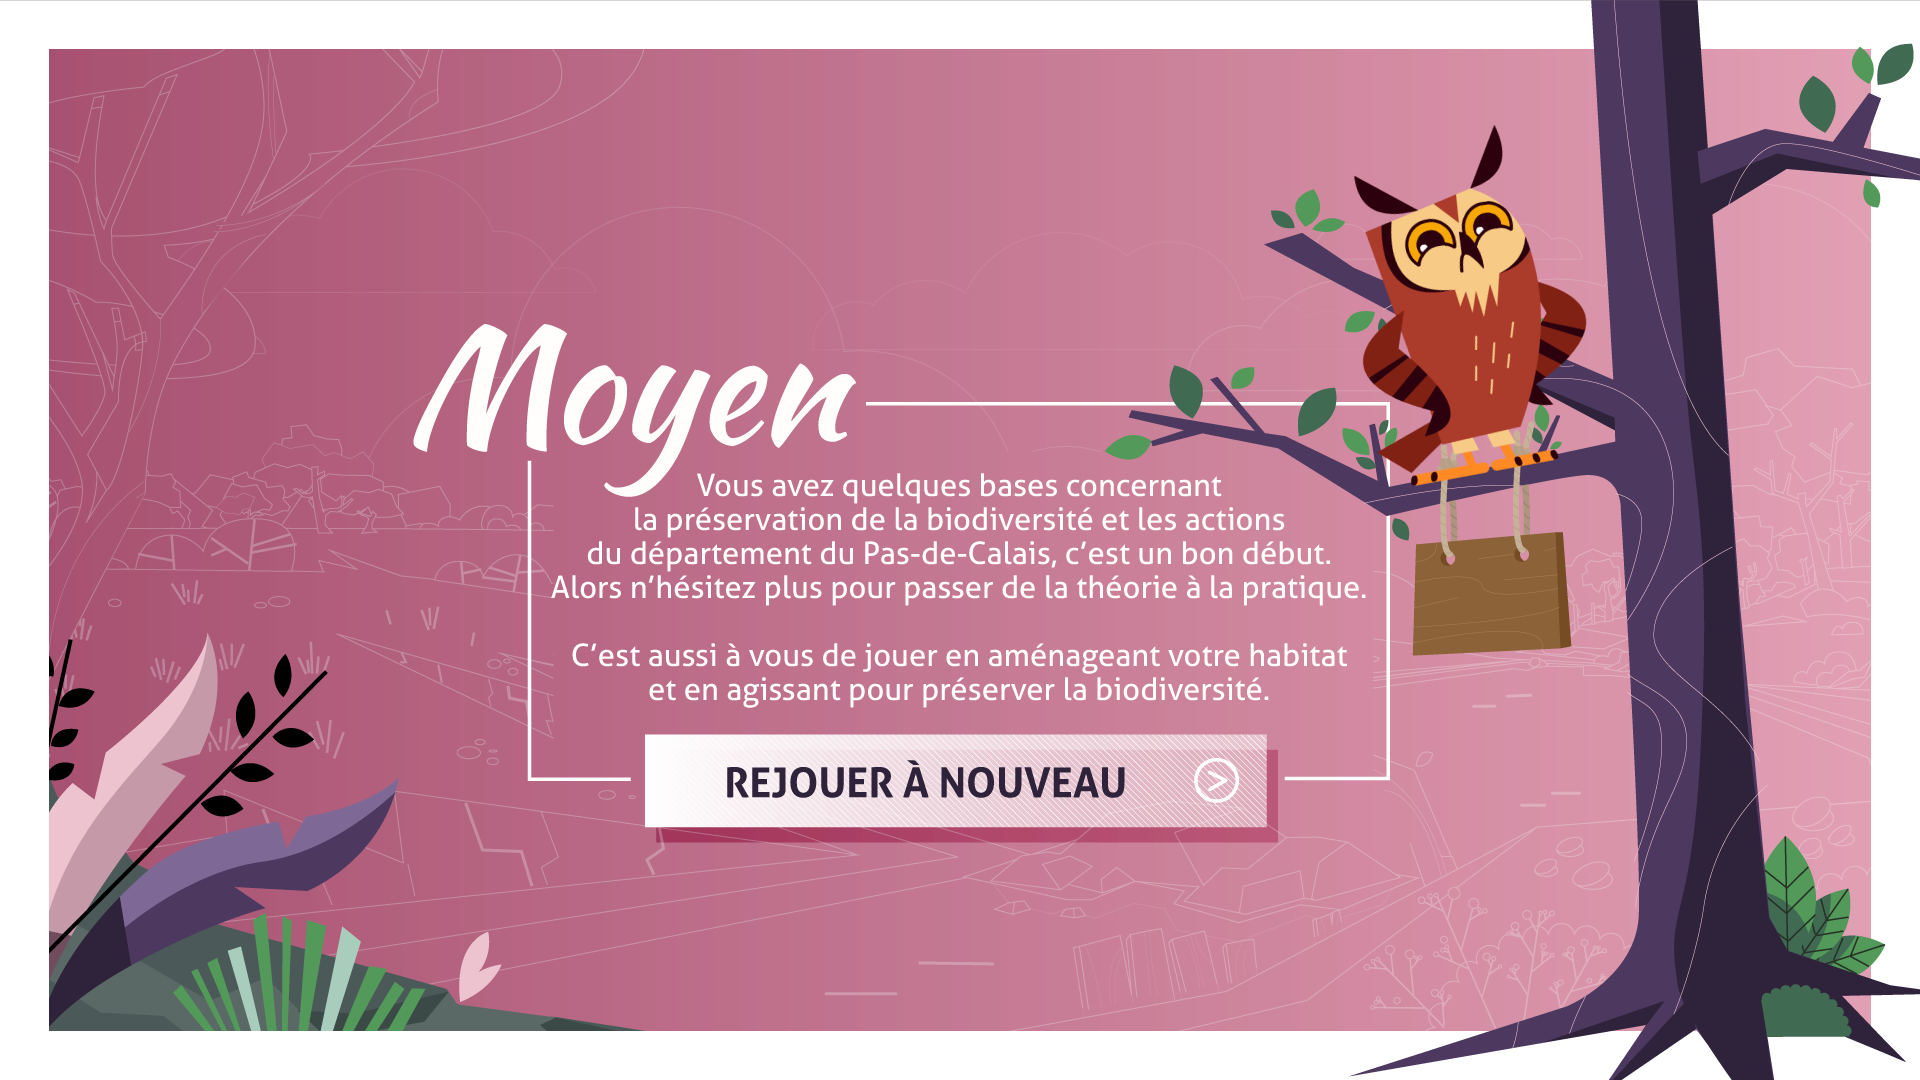 Moyen
Vous avez quelques bases concernant
la préservation de la biodiversité et les actions
du département du Pas-de-Calais, c’est un bon début.
Alors n’hésitez plus pour passer de la théorie à la pratique.
C’est aussi à vous de jouer en aménageant votre habitat
et en agissant pour préserver la biodiversité.
REJOUER À NOUVEAU